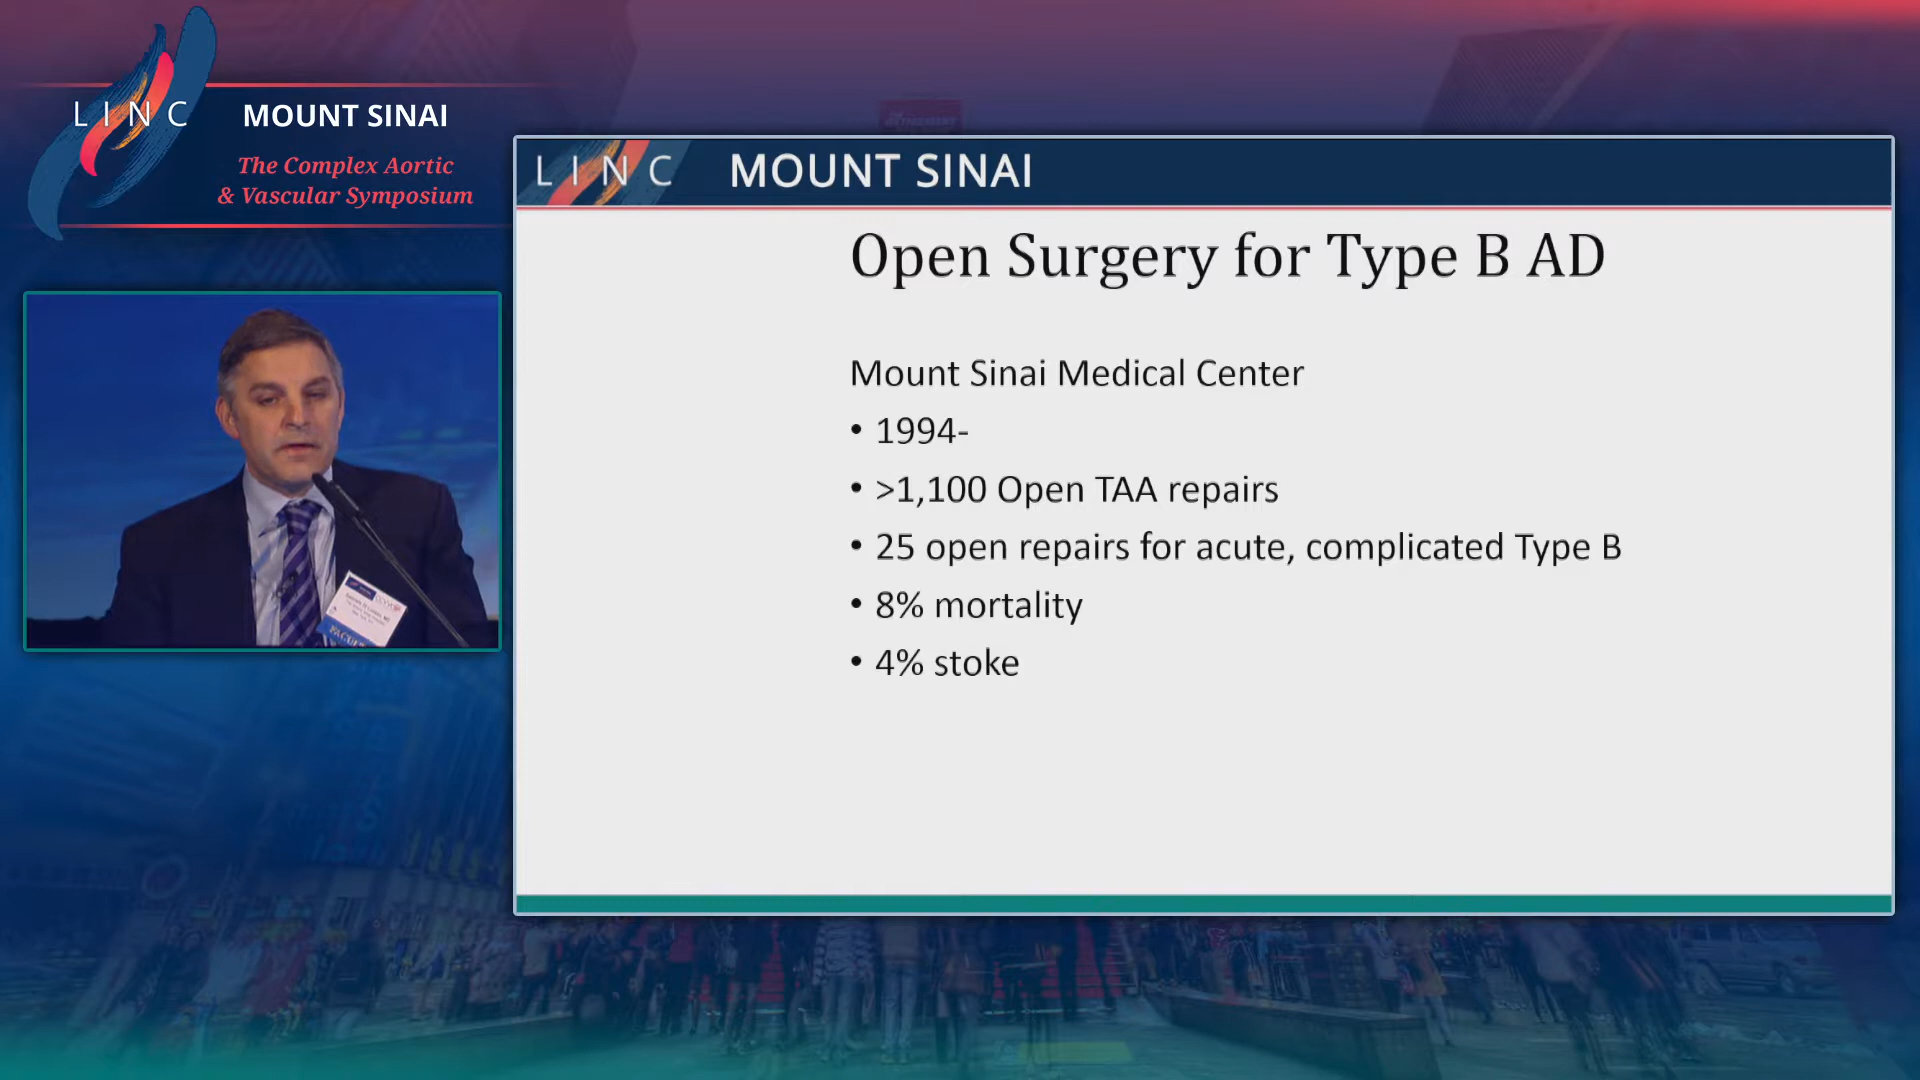 LINC MOUNT SINAI
The Complex Aortic
& Vascular Symposium
LINC MOUNT SINAI
Open Surgery for Type B AD
Mount Sinai Medical Center
• 1994-
• >1,100 Open TAA repairs
• 25 open repairs for acute, complicated Type B
• 8% mortality
• 4% stoke